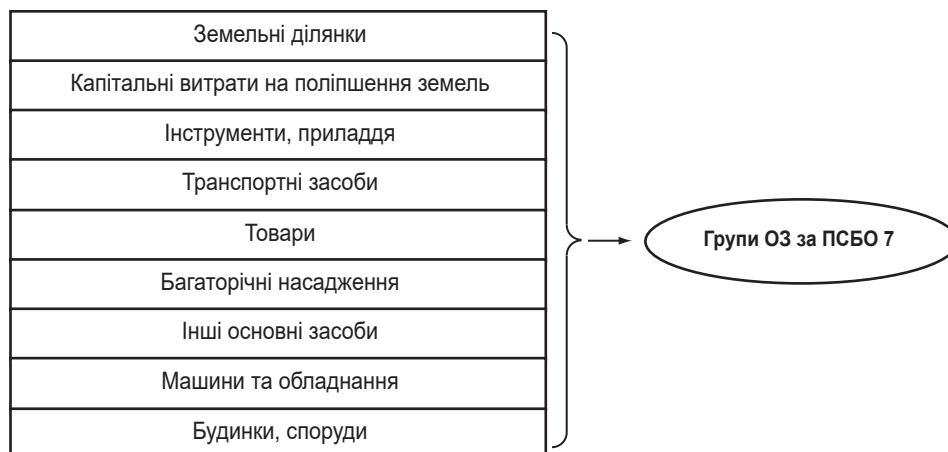 Земельні ділянки
Капітальні витрати на поліпшення земель
Інструменти, приладдя
Транспортні засоби
Товари
Багаторічні насадження
Інші основні засоби
Машини та обладнання
Будинки, споруди
Групи ОЗ за ПСБО 7